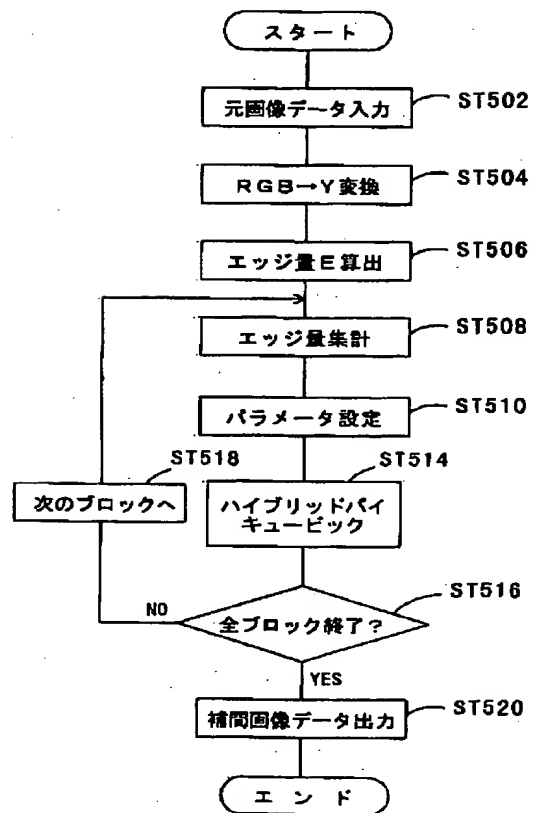 スタート
元画像データ入力
ST502
RGB→Y変換
ST504
エッジ量E算出
ST506
エッジ量集計
ST508
パラメータ設定
ST510
ST518
ST514
次のブロックへ
ハイブリッドバイ
キュービック
ST516
NO
全ブロック終了?
YES
補間画像データ出力
ST520
エンド